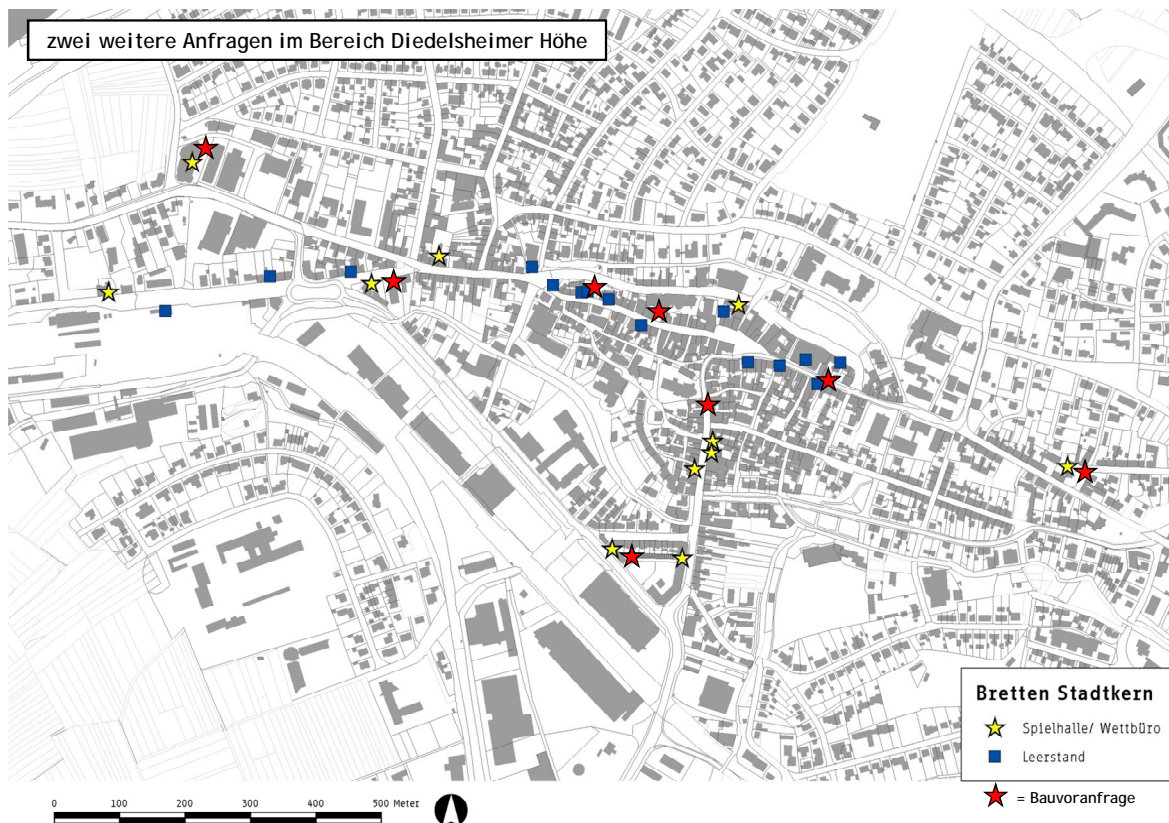 zwei weitere Anfragen im Bereich Diedelsheimer Höhe
Bretten Stadtkern
Spielhalle/ Wettbüro
Leerstand
= Bauvoranfrage
0 100 200 300 400 500 Meter